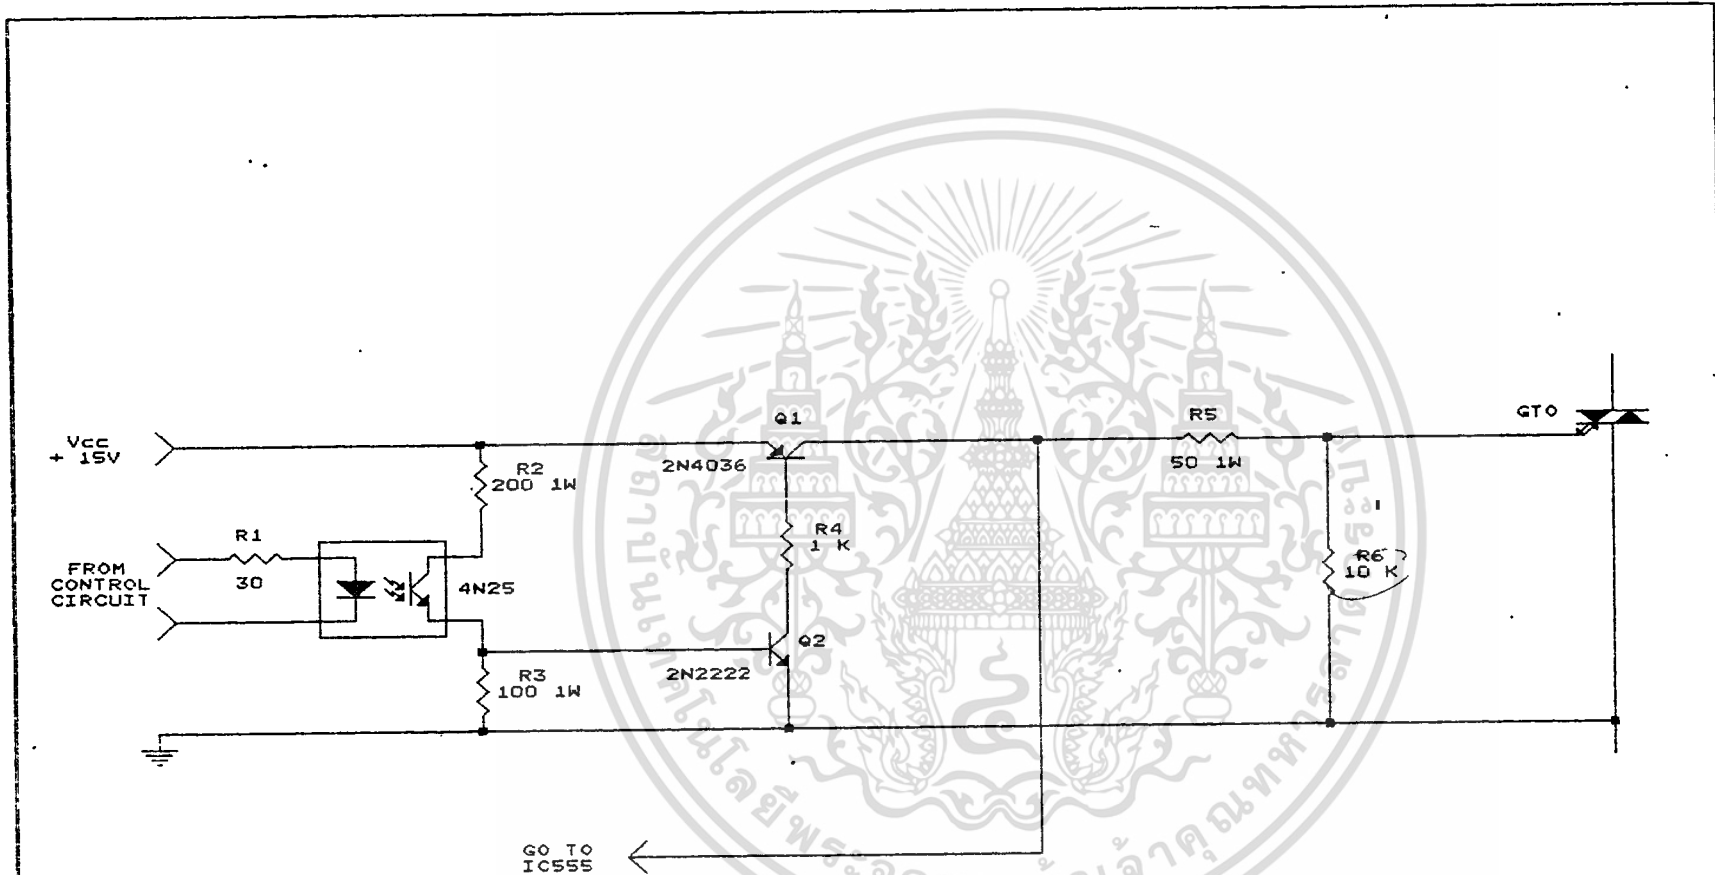 Q1
GTO
R5
Vcc
+ 15V
2N4036
50 1W
R2
200 1W
R4
1 K
R1
R6
10 K
FROM
CONTROL
CIRCUIT
30
4N25
Q2
2N2222
R3
100 1W
GO TO
IC555